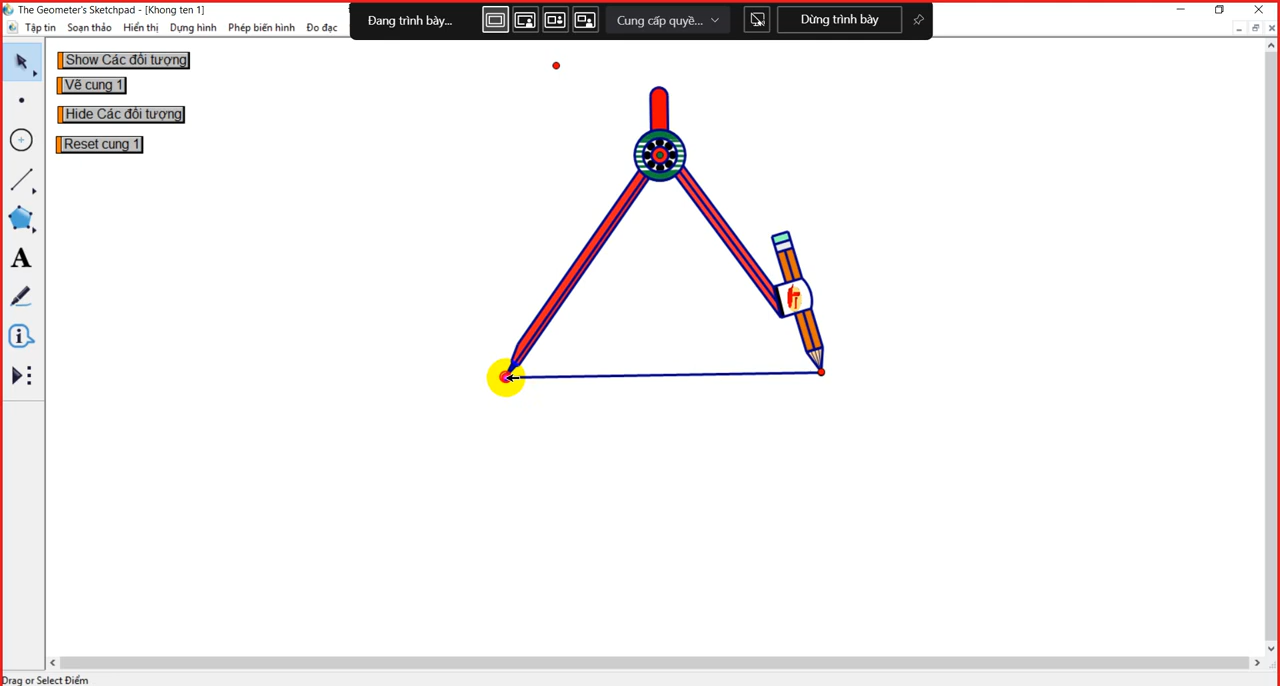 The Geometer's Sketchpad - [Khong ten 1]
Đang trình bày...
Cung cấp quyề...
Dừng trình bày
Tập tin Soạn thảo Hiển thị Dựng hình Phép biến hình Đo đạc
Show Các đối tượng
Vẽ cung 1
Hide Các đối tượng
Reset cung 1
A
Drag or Select Điểm